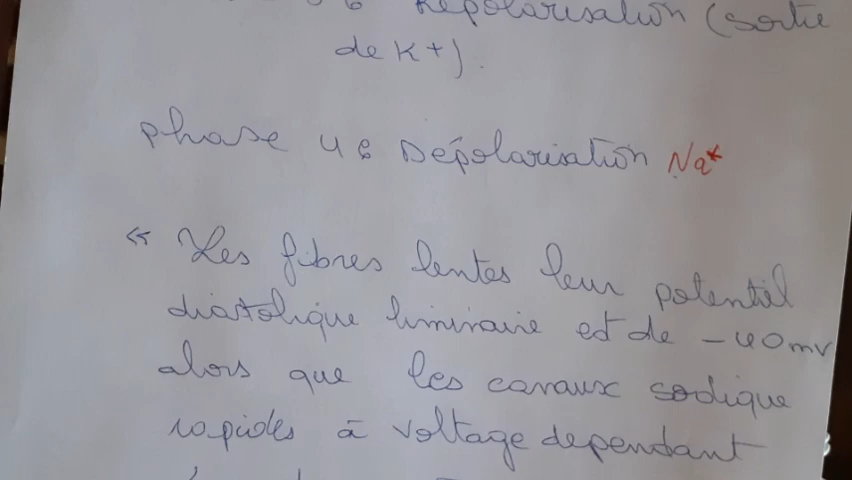 Repolarisation (sortie
de K+).
phase 4 : Dépolarisation Na+
« Les fibres lentes leur potentiel
diastolique liminaire est de -40mv
alors que les canaux sodique
rapides à voltage dependant